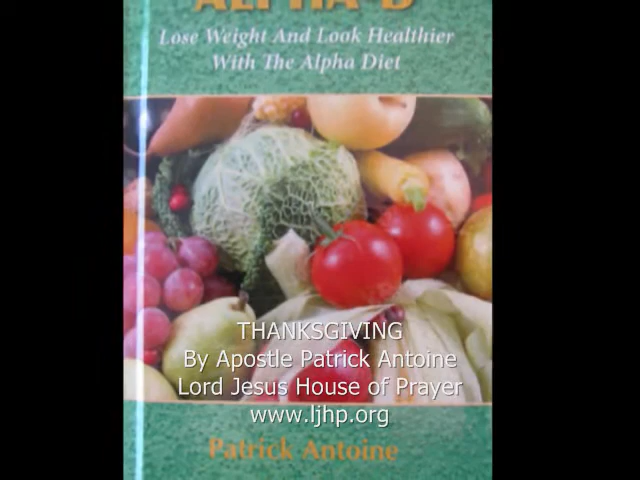 ALPHA-D
Lose Weight And Look Healthier
With The Alpha Diet
THANKSGIVING
By Apostle Patrick Antoine
Lord Jesus House of Prayer
www.ljhp.org
Patrick Antoine